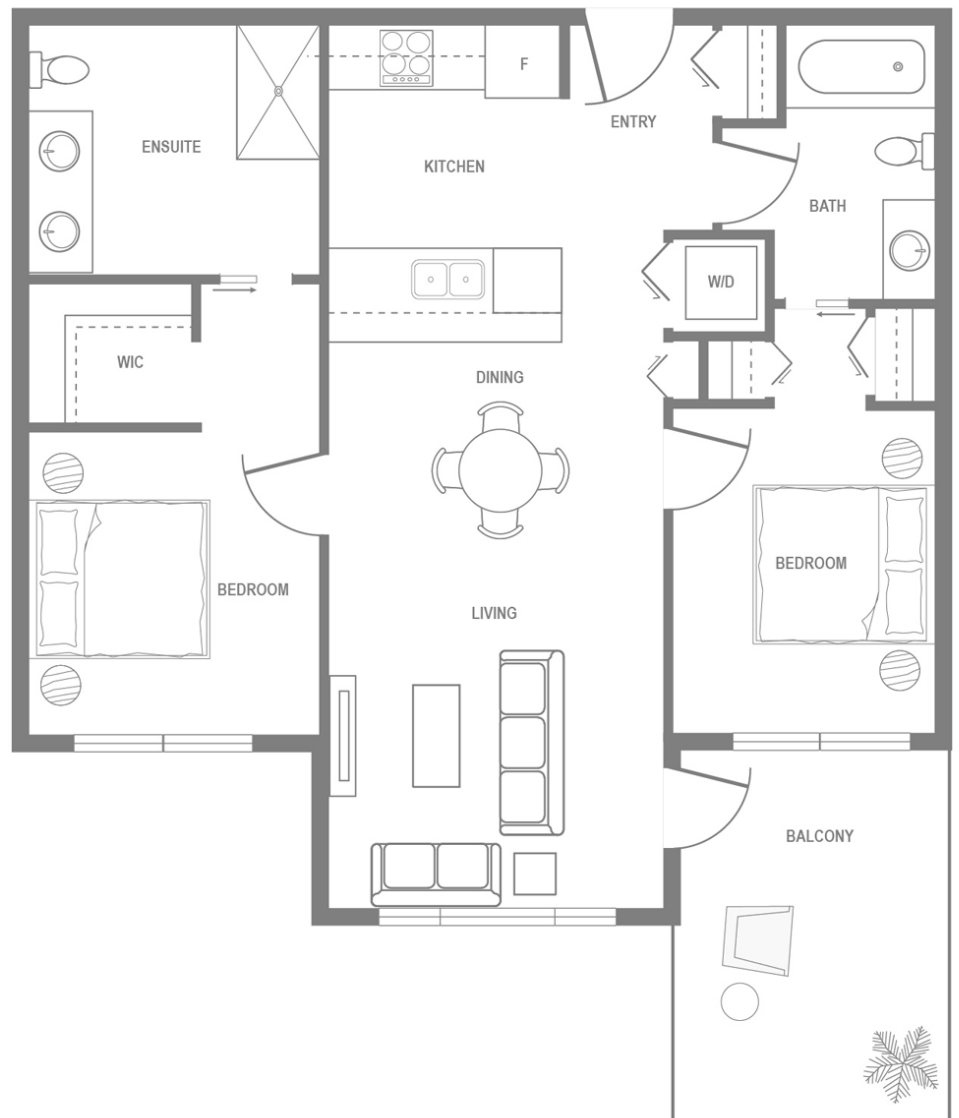 F
ENTRY
ENSUITE
KITCHEN
BATH
W/D
WIC
DINING
BEDROOM
BEDROOM
LIVING
BALCONY